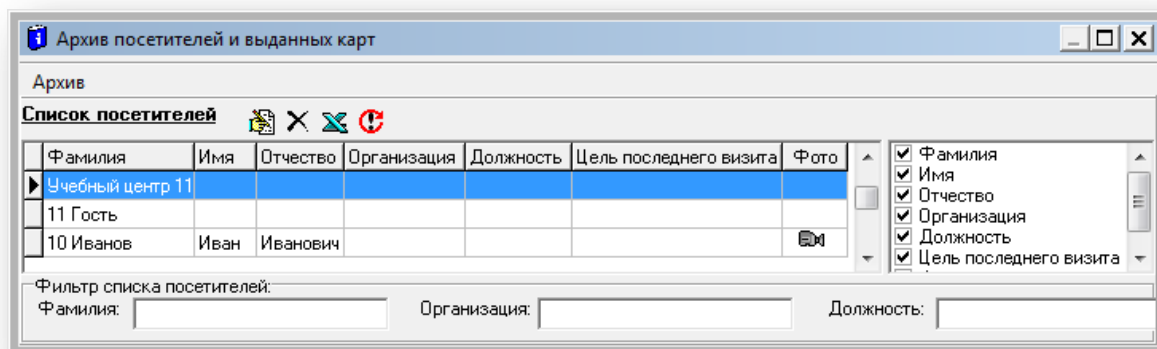 Архив посетителей и выданных карт
Архив
Список посетителей
Фамилия Имя Отчество Организация Должность Цель последнего визита Фото
Учебный центр 11
11 Гость
10 Иванов Иван Иванович
Фамилия
Имя
Отчество
Организация
Должность
Цель последнего визита
Фильтр списка посетителей:
Фамилия: Организация: Должность: